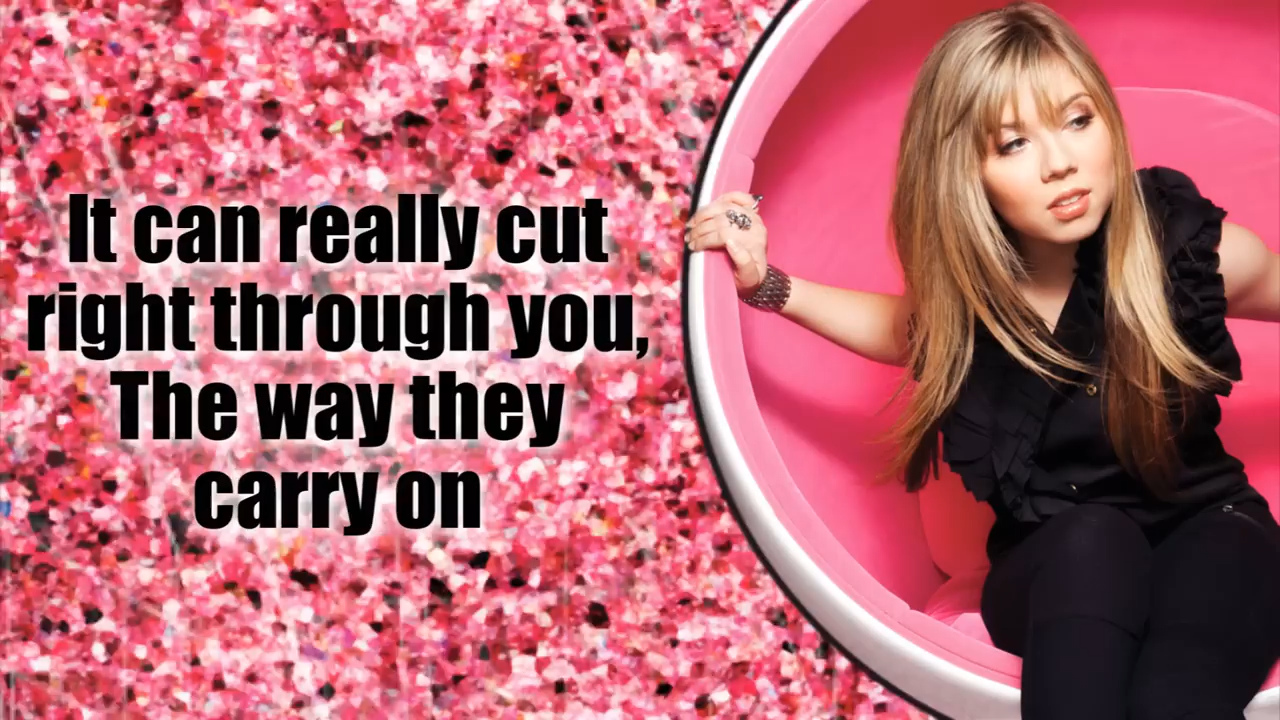 It can really cut
right through you,
The way they
carry on